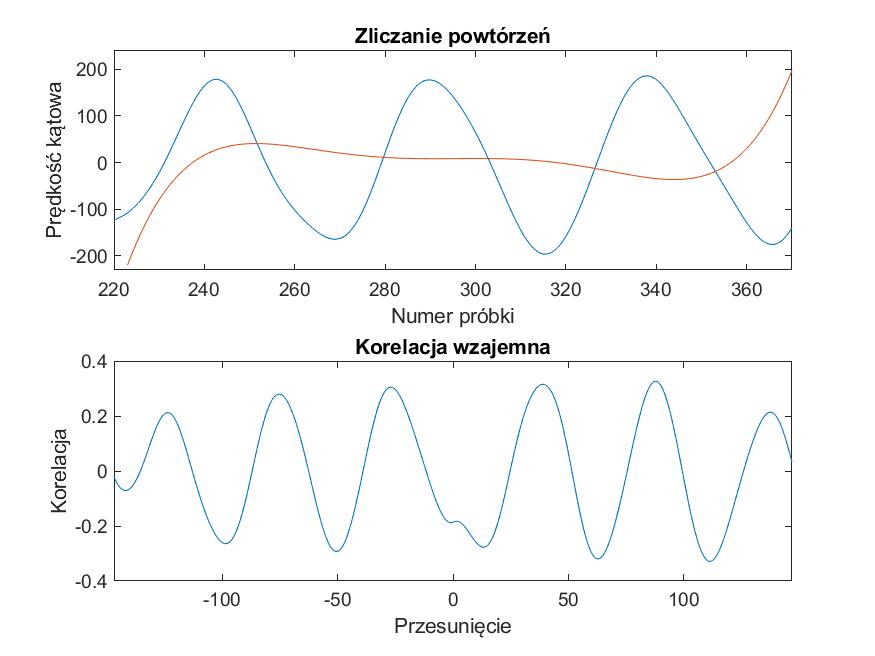 Zliczanie powtórzeń
Prędkość kątowa
200
100
0
-100
-200
220 240 260 280 300 320 340 360
Numer próbki
Korelacja wzajemna
Korelacja
0.4
0.2
0
-0.2
-0.4
-100 -50 0 50 100
Przesunięcie